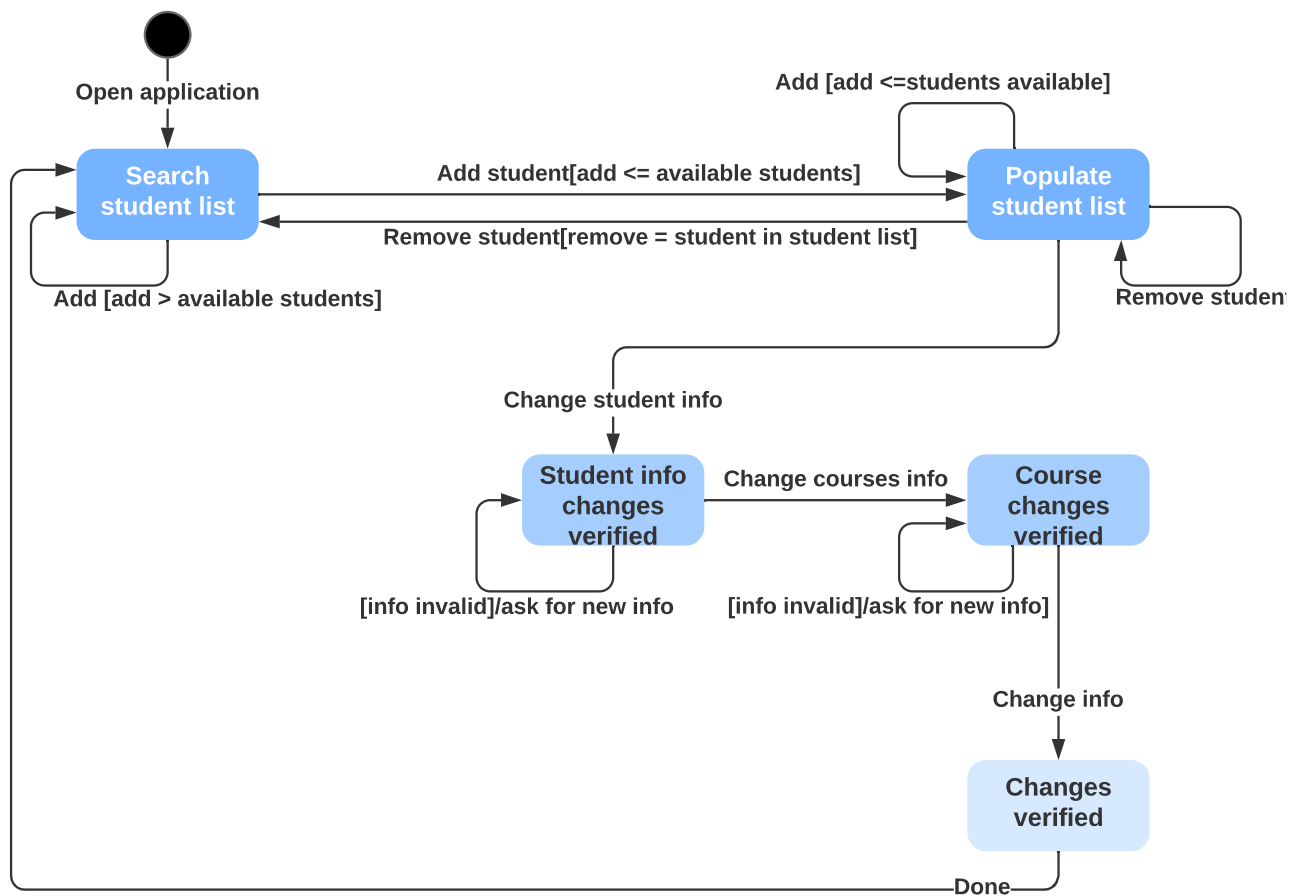 Add [add <=students available]
Open application
Search
student list
Add student[add <= available students]
Populate
student list
Remove student[remove = student in student list]
Add [add > available students]
Remove studen
Change student info
Student info
changes
verified
Change courses info
Course
changes
verified
[info invalid]/ask for new info
[info invalid]/ask for new info]
Change info
Changes
verified
Done